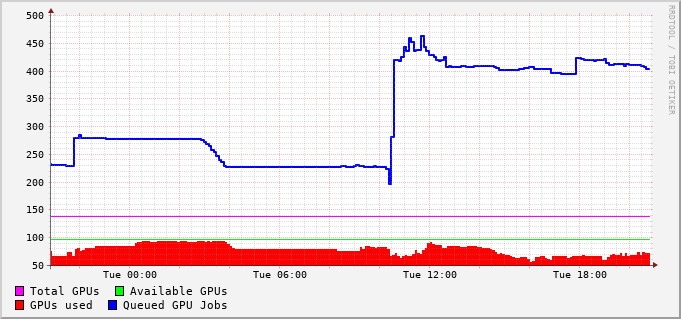 500
450
400
350
300
250
200
150
100
50
Tue 00:00 Tue 06:00 Tue 12:00 Tue 18:00
Total GPUs Available GPUs
GPUs used Queued GPU Jobs
RRDTOOL / TOBI OETIKER